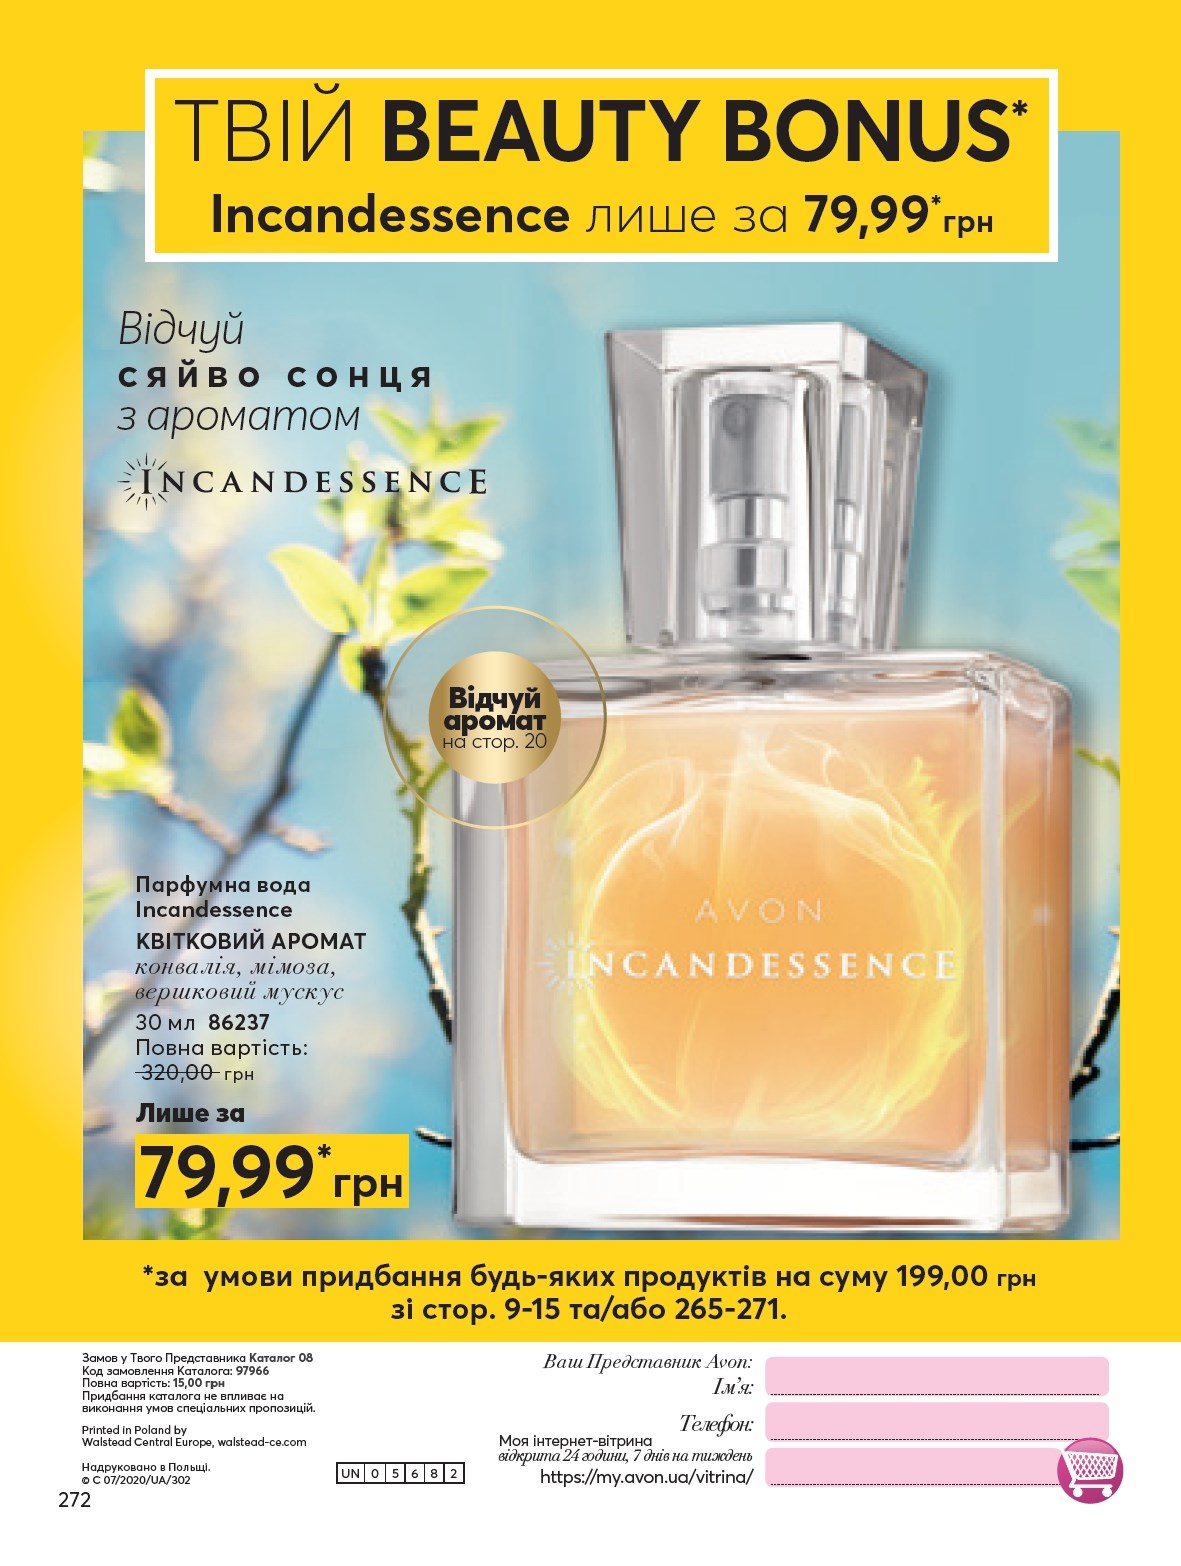 ТВІЙ BEAUTY BONUS*
Incandessence лише за 79,99*грн
Відчуй
СЯЙВО СОНЦЯ
з ароматом
INCANDESSENCE
Відчуй
аромат
на стор. 20
AVON
INCANDESSENCE
Парфумна вода
Incandessence
КВІТКОВИЙ АРОМАТ
конвалія, мімоза,
вершковий мускус
30 мл 86237
Повна вартість:
320,00 грн
Лише за
79,99*грн
*за умови придбання будь-яких продуктів на суму 199,00 грн
зі стор. 9-15 та/або 265-271.
Замов у Твого Представника Каталог 08
Код замовлення Каталога: 97966
Повна вартість: 15,00 грн
Придбання каталога не впливає на
виконання умов спеціальних пропозицій.
Printed in Poland by
Walstead Central Europe, walstead-ce.com
Надруковано в Польщі.
© C 07/2020/UA/302
UN 0 5 6 8 2
Ваш Представник Avon:
Ім’я:
Телефон:
Моя інтернет-вітрина
відкрита 24 години, 7 днів на тиждень
https://my.avon.ua/vitrina/
272